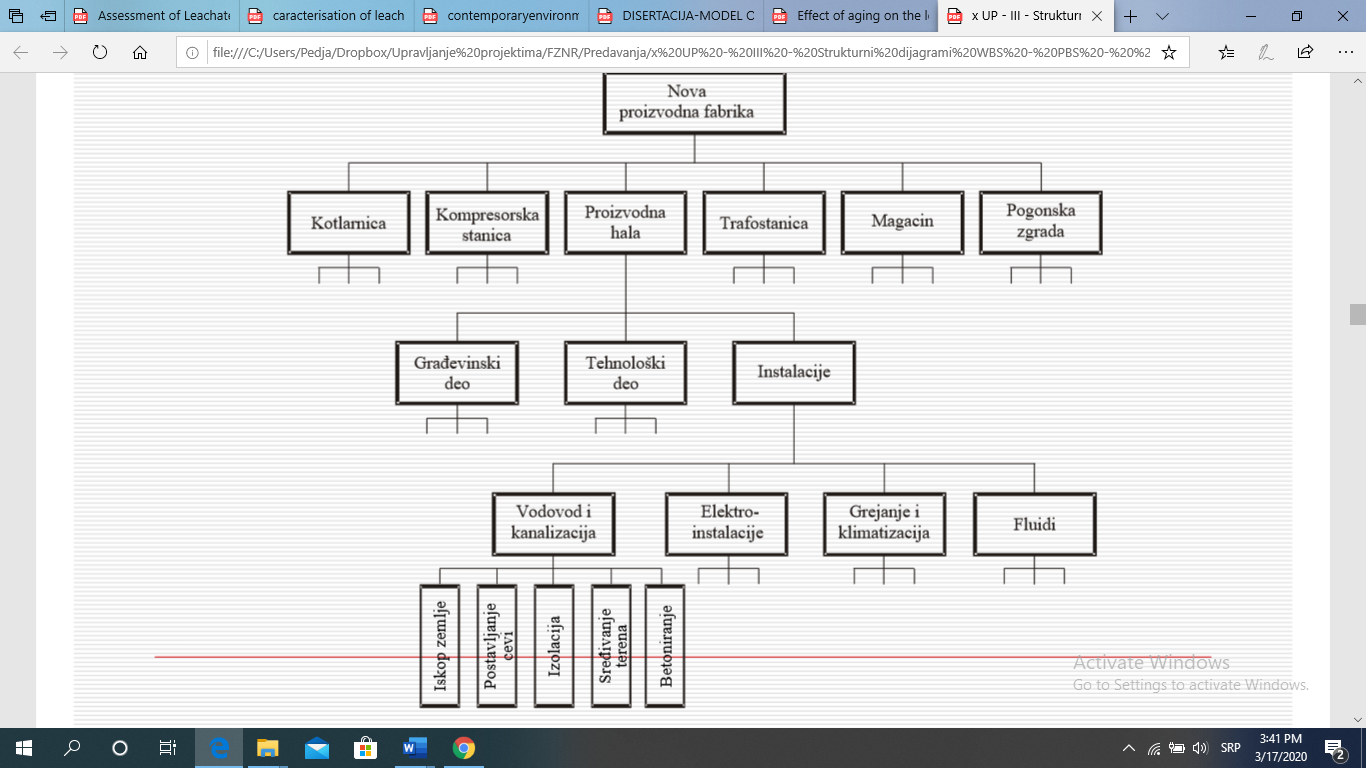 Assessment of Leachat
caracterisation of leach
contemporaryenvironm
DISERTACIJA-MODEL O
Effect of aging on the l
x UP - III - Strukturn
file:///C:/Users/Pedja/Dropbox/Upravljanje%20projektima/FZNR/Predavanja/x%20UP%20-%20III%20-%20Strukturni%20dijagrami%20WBS%20-%20PBS%20-%20%2
Nova
proizvodna fabrika
Kotlarnica
Kompresorska
stanica
Proizvodna
hala
Trafostanica
Magacin
Pogonska
zgrada
Građevinski
deo
Tehnološki
deo
Instalacije
Vodovod i
kanalizacija
Elektro-
instalacije
Grejanje i
klimatizacija
Fluidi
Iskop zemlje
Postavljanje
cevi
Izolacija
Sređivanje
terena
Betoniranje
Activate Windows
Go to Settings to activate Windows.
SRP
3:41 PM
3/17/2020
2